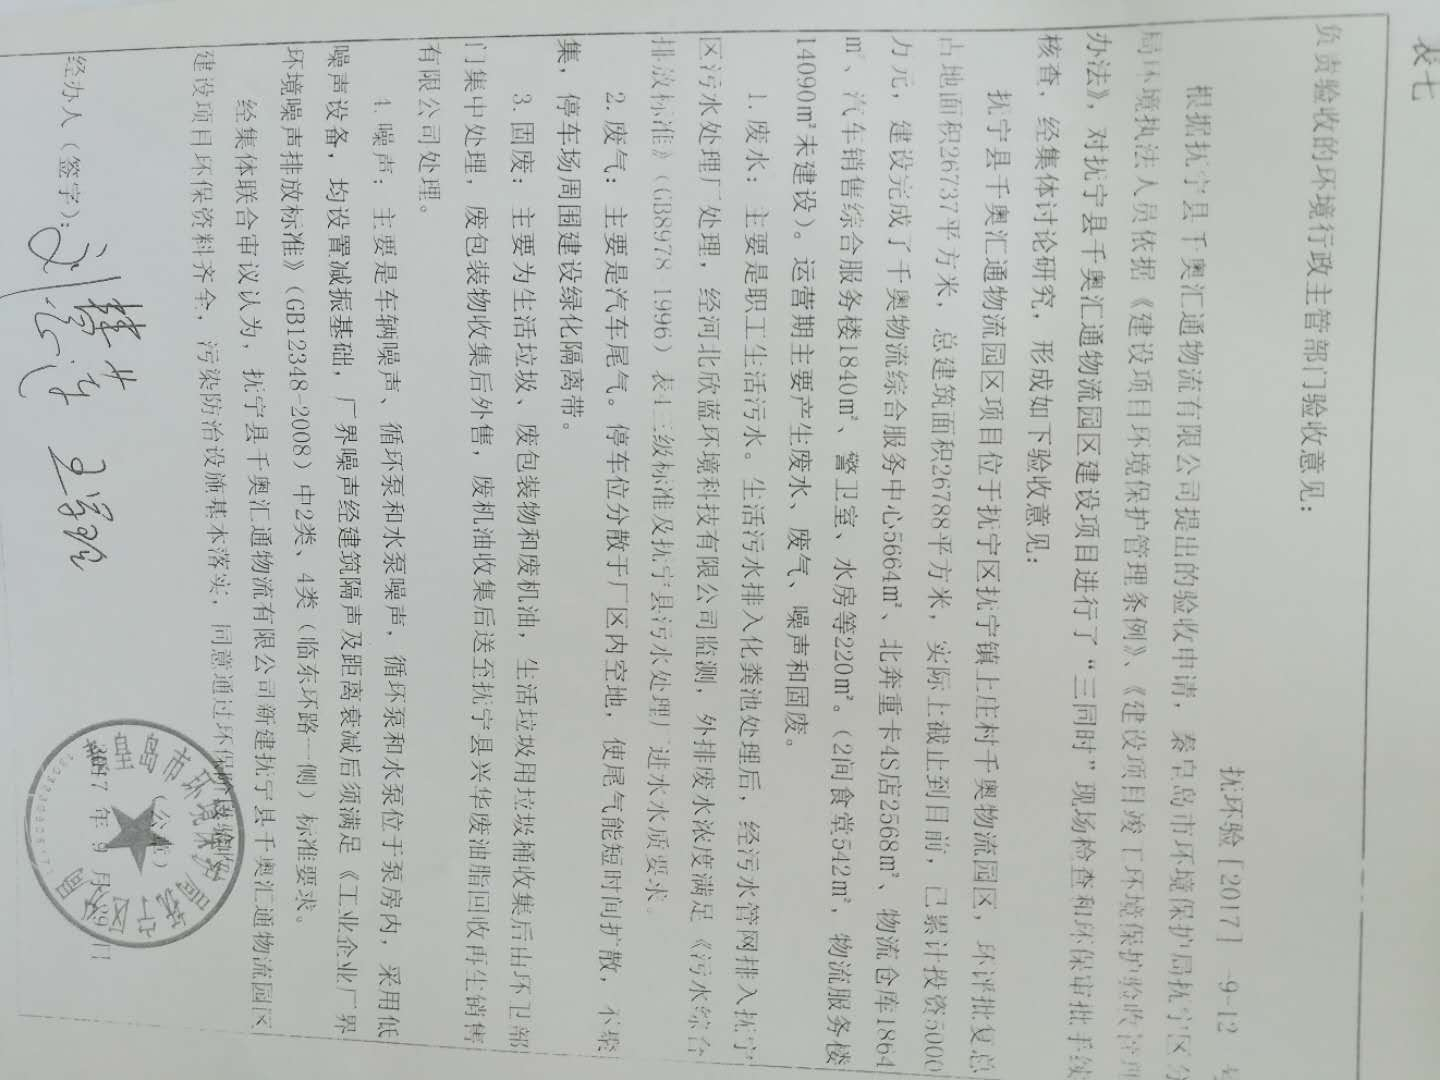 表七
负责验收的环境行政主管部门验收意见：
扶环验［2017］-9-12 号
根据扶宁县千奥汇通物流有限公司提出的验收申请，秦皇岛市环境保护局抚宁区分
局环境执法人员依据《建设项目环境保护管理条例》、《建设项目竣工环境保护验收管理
办法》，对扶宁县千奥汇通物流园区建设项目进行了“三同时”现场检查和环保审批手续
核查，经集体讨论研究，形成如下验收意见：
抚宁县千奥汇通物流园区项目位于抚宁区抚宁镇上庄村千奥物流园区，环评批复总
占地面积26737平方米，总建筑面积26788平方米，实际上截止到目前，已累计投资5000
万元，建设完成了千奥物流综合服务中心5664㎡、北奔重卡4S店2568㎡、物流仓库1864
㎡、汽车销售综合服务楼1840㎡、警卫室、水房等220㎡。（2间食堂542㎡，物流服务楼
14090㎡未建设）。运营期主要产生废水、废气、噪声和固废。
1.废水：主要是职工生活污水。生活污水排入化粪池处理后，经污水管网排入抚宁
区污水处理厂处理，经河北欣蓝环境科技有限公司监测，外排废水浓度满足《污水综合
排放标准》（GB8978 1996）表4三级标准及抚宁县污水处理厂进水水质要求。
2.废气：主要是汽车尾气。停车位分散于厂区内空地，使尾气能短时间扩散，不聚
集，停车场周围建设绿化隔离带。
3.固废：主要为生活垃圾、废包装物和废机油，生活垃圾用垃圾桶收集后由环卫部
门集中处理，废包装物收集后外售，废机油收集后送至抚宁县兴华废油脂回收再生销售
有限公司处理。
4.噪声：主要是车辆噪声、循环泵和水泵噪声，循环泵和水泵位于泵房内，采用低
噪声设备，均设置减振基础，厂界噪声经建筑隔声及距离衰减后须满足《工业企业厂界
环境噪声排放标准》（GB12348-2008）中2类、4类（临东环路一侧）标准要求。
经集体联合审议认为，抚宁县千奥汇通物流有限公司新建抚宁县千奥汇通物流园区
建设项目环保资料齐全，污染防治设施基本落实，同意通过环保阶段验收。
经办人（签字）：
（公章）
2017 年 9 月 29 日
秦皇岛市环境保护局抚宁区分局